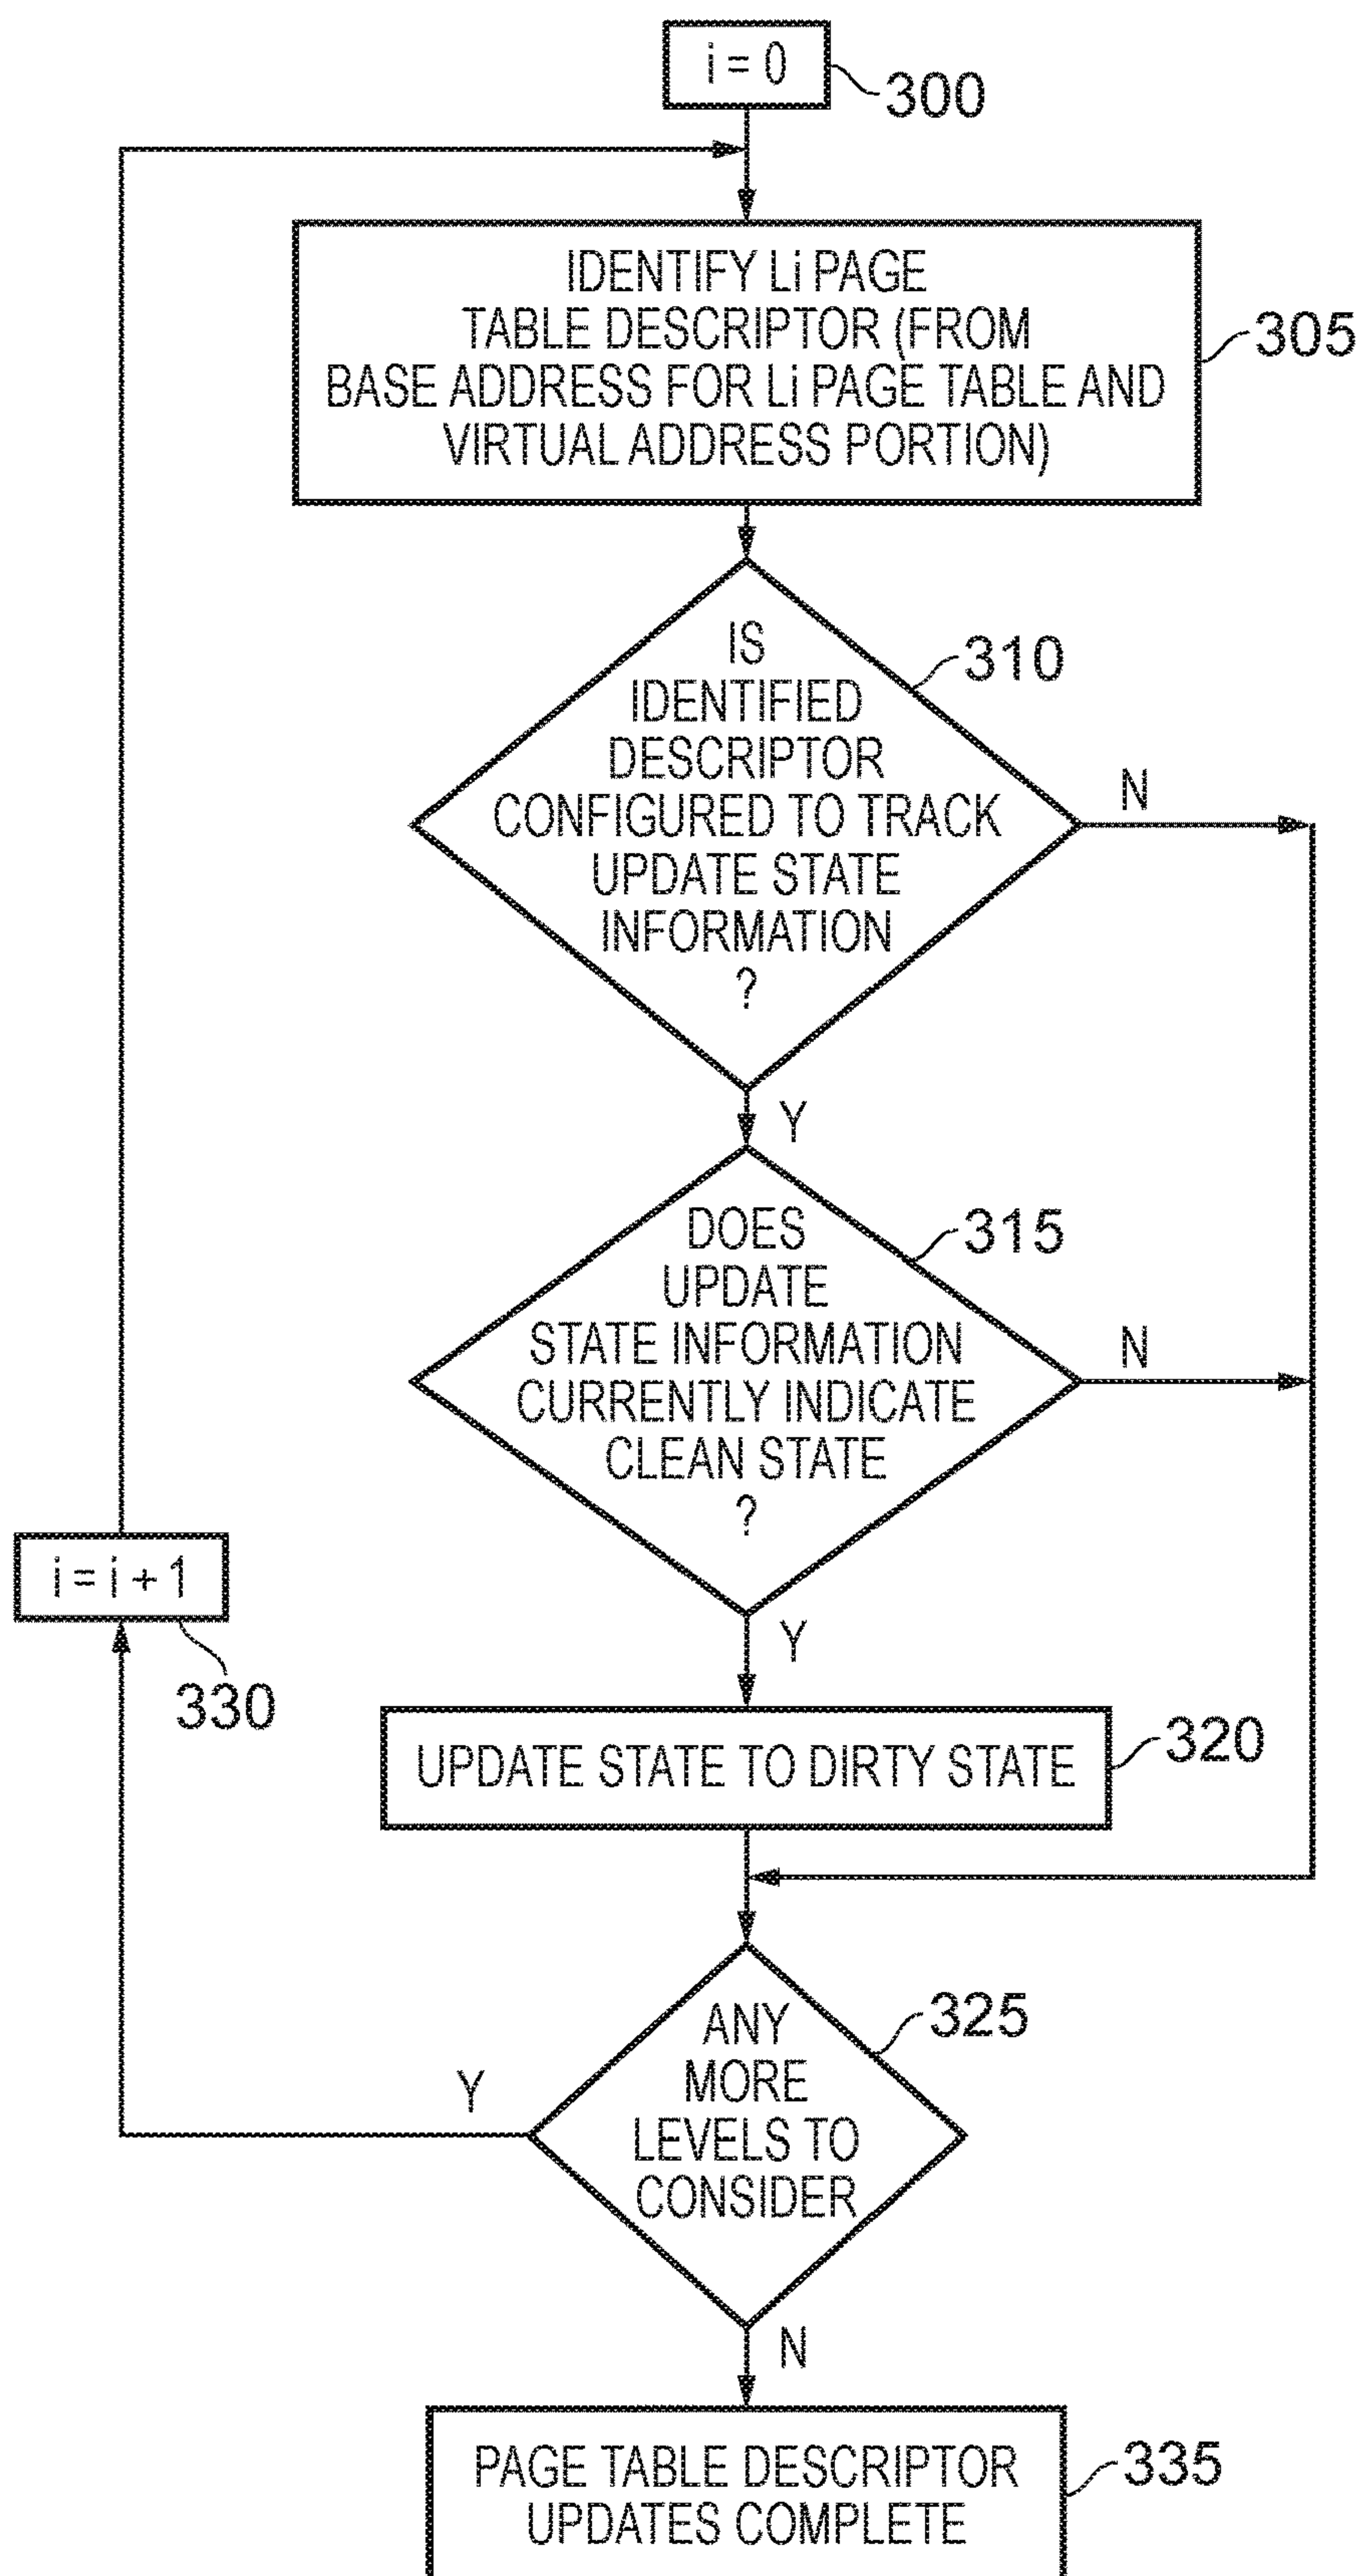 i = 0
300
IDENTIFY Li PAGE
TABLE DESCRIPTOR (FROM
BASE ADDRESS FOR Li PAGE TABLE AND
VIRTUAL ADDRESS PORTION)
305
IS
IDENTIFIED
DESCRIPTOR
CONFIGURED TO TRACK
UPDATE STATE
INFORMATION
?
310
N
Y
DOES
UPDATE
STATE INFORMATION
CURRENTLY INDICATE
CLEAN STATE
?
315
N
Y
i = i + 1
330
UPDATE STATE TO DIRTY STATE
320
ANY
MORE
LEVELS TO
CONSIDER
325
Y
N
PAGE TABLE DESCRIPTOR
UPDATES COMPLETE
335